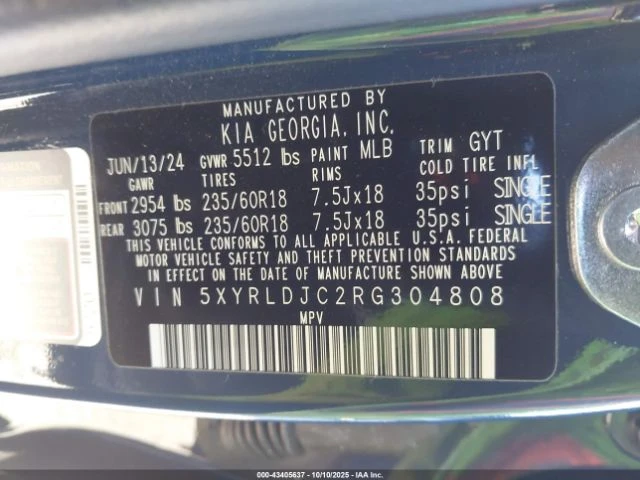 MANUFACTURED BY
KIA GEORGIA, INC.
JUN/13/24 GVWR 5512 lbs PAINT MLB TRIM GYT
GAWR TIRES RIMS COLD TIRE INFL
FRONT 2954 lbs 235/60R18 7.5Jx18 35psi SINGLE
REAR 3075 lbs 235/60R18 7.5Jx18 35psi SINGLE
THIS VEHICLE CONFORMS TO ALL APPLICABLE U.S.A. FEDERAL
MOTOR VEHICLE SAFETY AND THEFT PREVENTION STANDARDS
IN EFFECT ON THE DATE OF MANUFACTURE SHOWN ABOVE
VIN 5XYRLDJC2RG304808
MPV
000-43405637 - 10/10/2025 - IAAI.COM